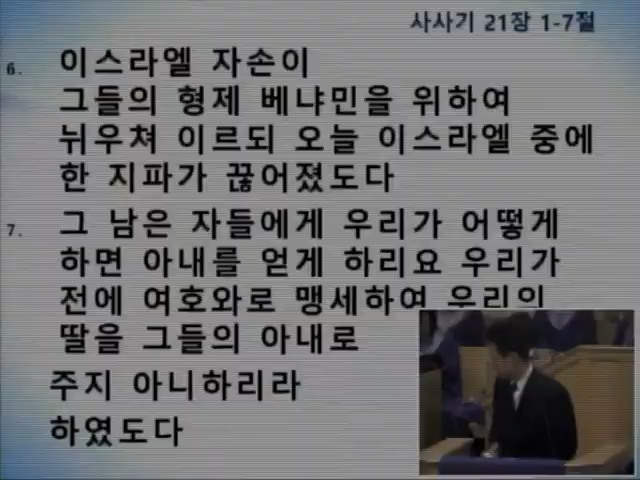 사사기 21장 1-7절
6. 이스라엘 자손이
그들의 형제 베냐민을 위하여
뉘우쳐 이르되 오늘 이스라엘 중에
한 지파가 끊어졌도다
7. 그 남은 자들에게 우리가 어떻게
하면 아내를 얻게 하리요 우리가
전에 여호와로 맹세하여 우리의
딸을 그들의 아내로
주지 아니하리라
하였도다